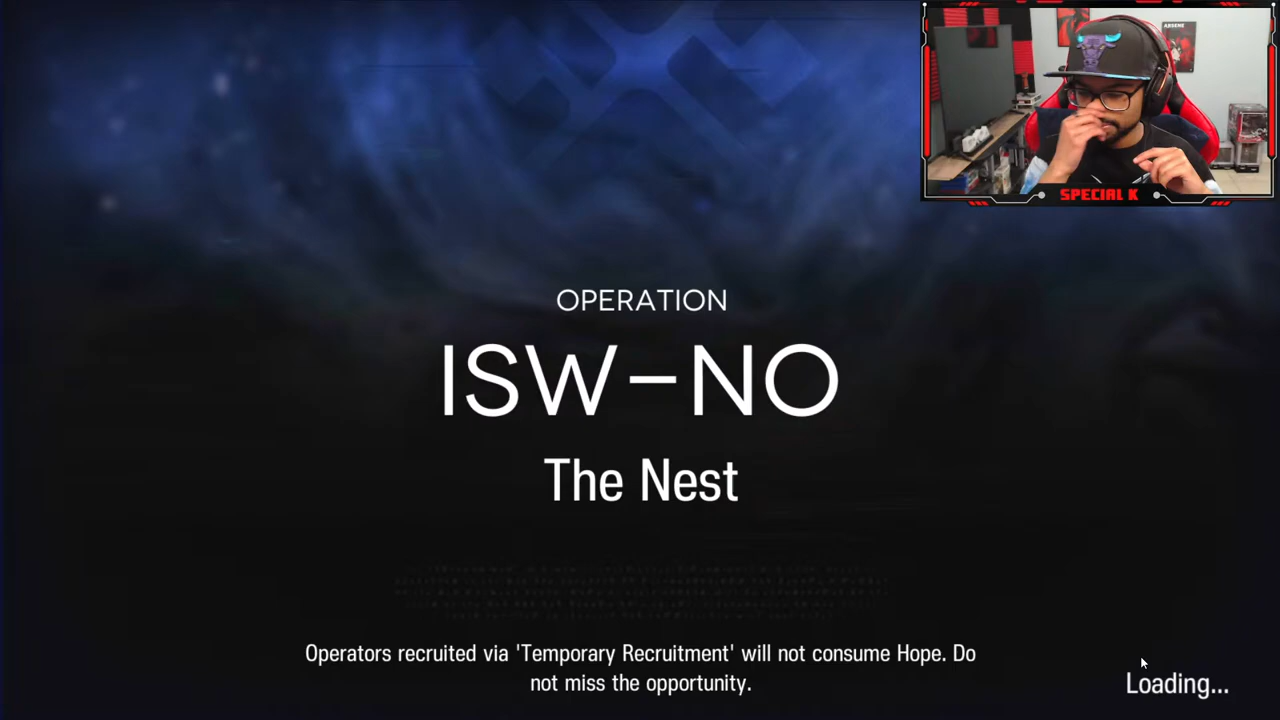 ARSENE
SPECIAL K
OPERATION
ISW-NO
The Nest
Operators recruited via 'Temporary Recruitment' will not consume Hope. Do
not miss the opportunity.
Loading...